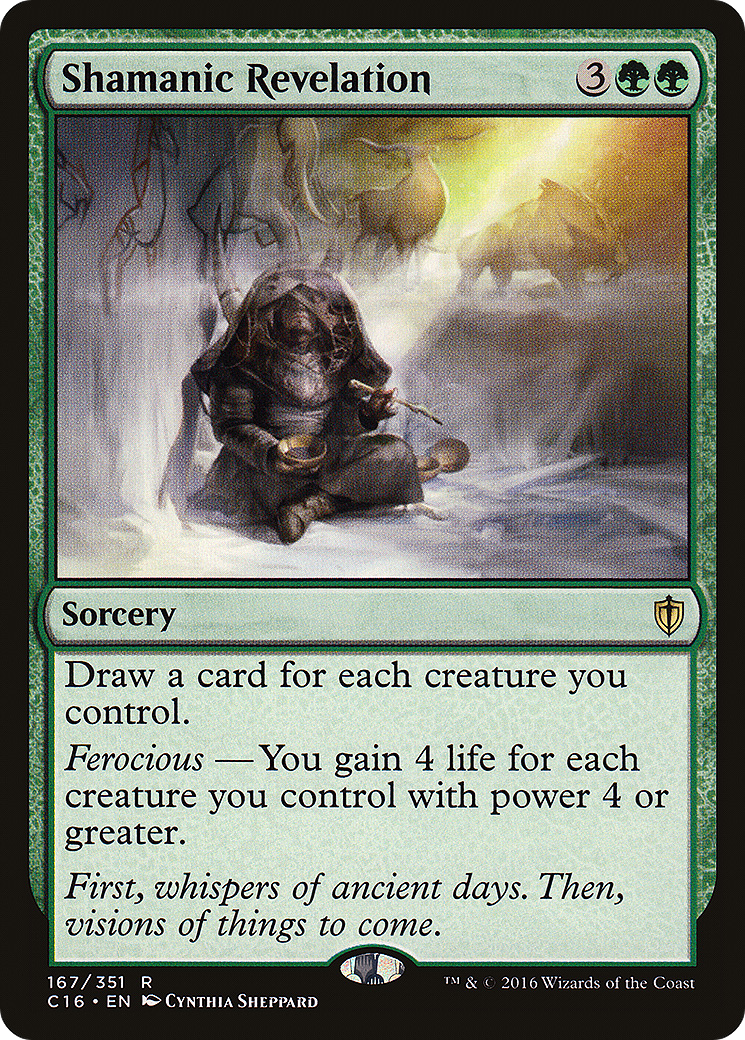 Shamanic Revelation 3
Sorcery
Draw a card for each creature you
control.
Ferocious — You gain 4 life for each
creature you control with power 4 or
greater.
First, whispers of ancient days. Then,
visions of things to come.
167/351 R
™ & © 2016 Wizards of the Coast
C16 • EN Cynthia Sheppard